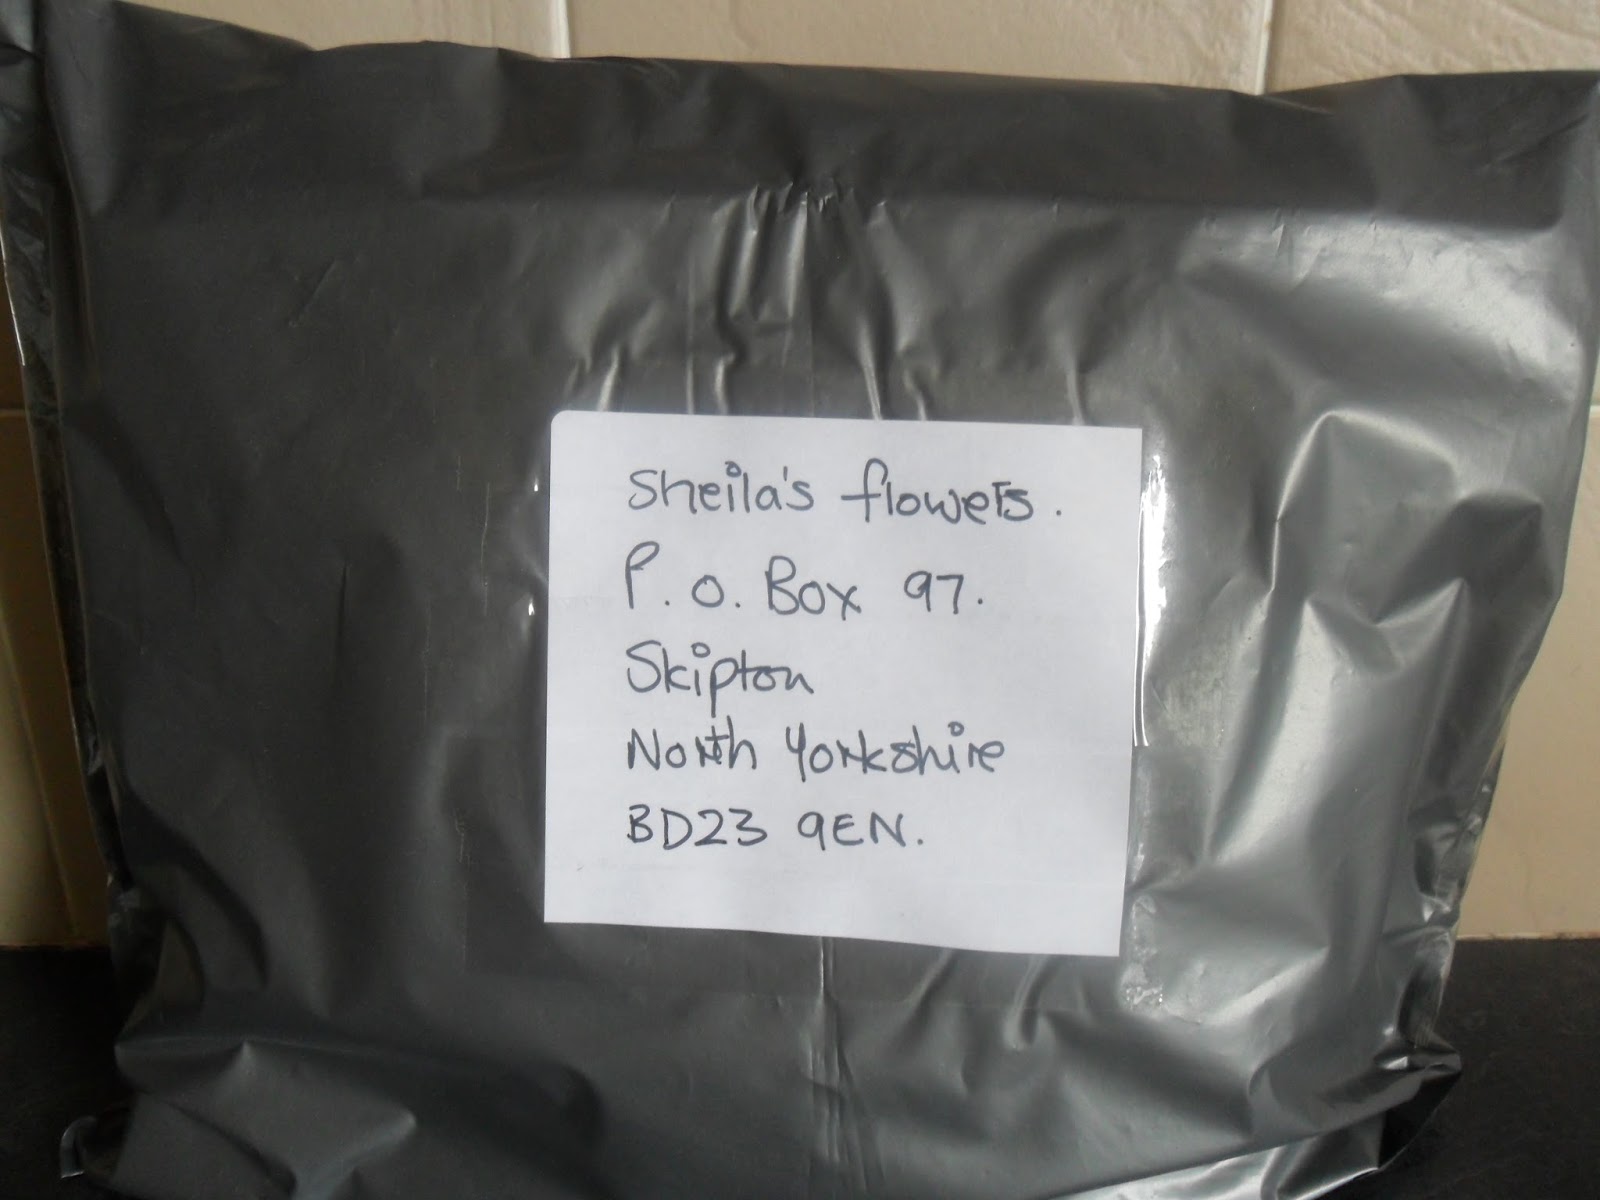 Sheila's flowers.
P.O. Box 97.
Skipton
North Yorkshire
BD23 9EN.